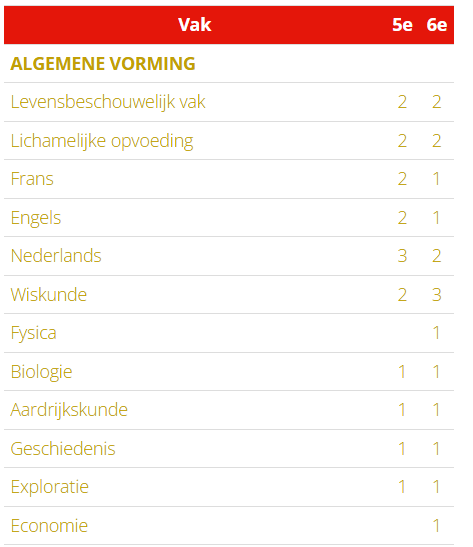 Vak 5e 6e
ALGEMENE VORMING
Levensbeschouwelijk vak 2 2
Lichamelijke opvoeding 2 2
Frans 2 1
Engels 2 1
Nederlands 3 2
Wiskunde 2 3
Fysica 1
Biologie 1 1
Aardrijkskunde 1 1
Geschiedenis 1 1
Exploratie 1 1
Economie 1